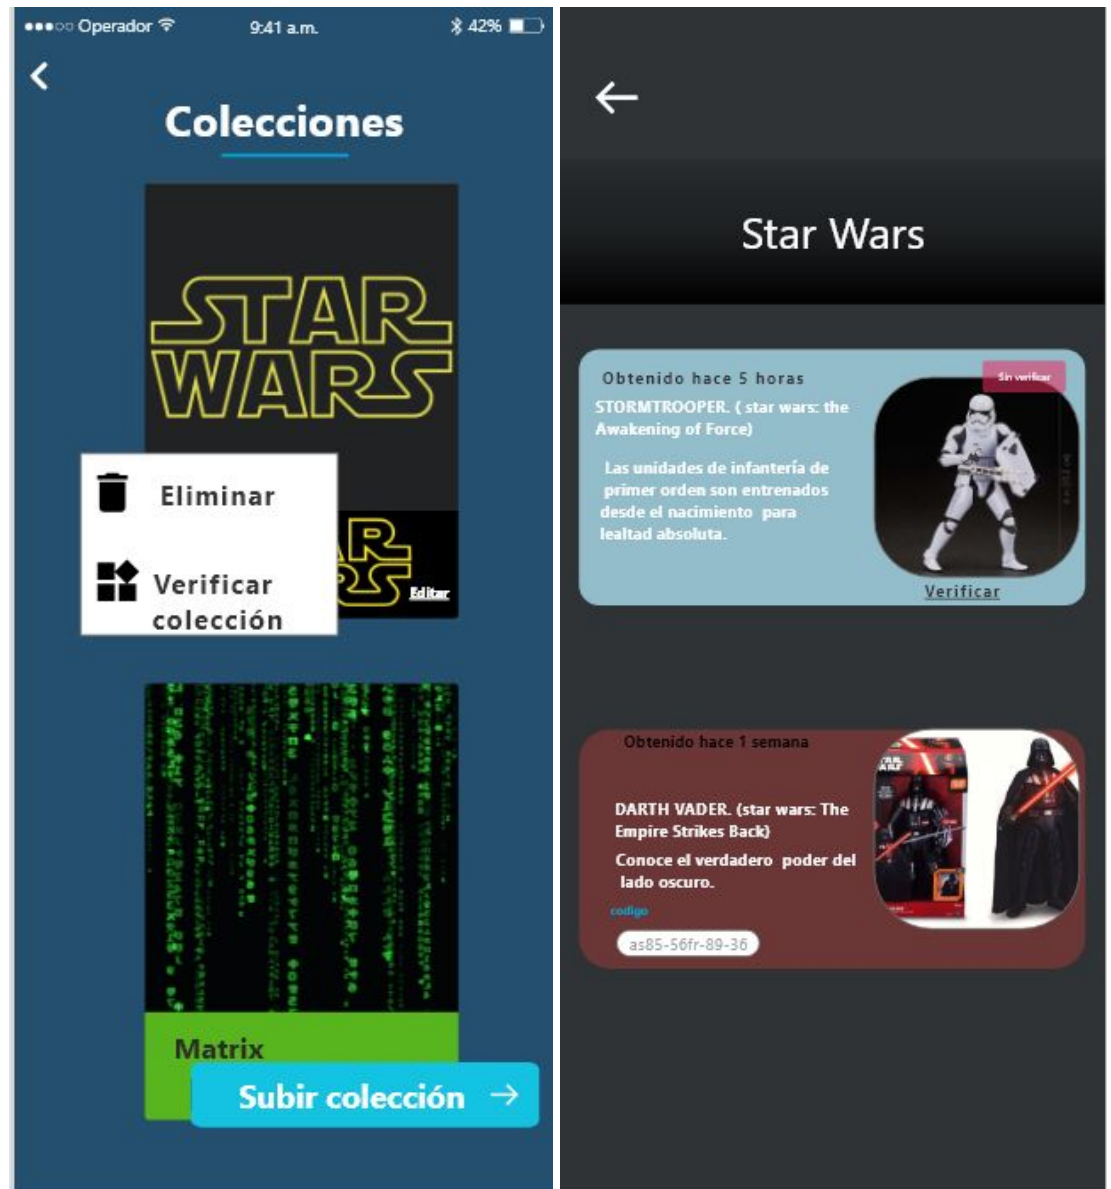 Operador
9:41 a.m.
42%
Colecciones
STAR
WARS
Eliminar
Verificar
colección
Editar
Matrix
Subir colección
Star Wars
Obtenido hace 5 horas
Sin verificar
STORMTROOPER. ( star wars: the
Awakening of Force)
Las unidades de infantería de
primer orden son entrenados
desde el nacimiento para
lealtad absoluta.
Verificar
Obtenido hace 1 semana
DARTH VADER. (star wars: The
Empire Strikes Back)
Conoce el verdadero poder del
lado oscuro.
codigo
as85-56fr-89-36
STAR
WARS